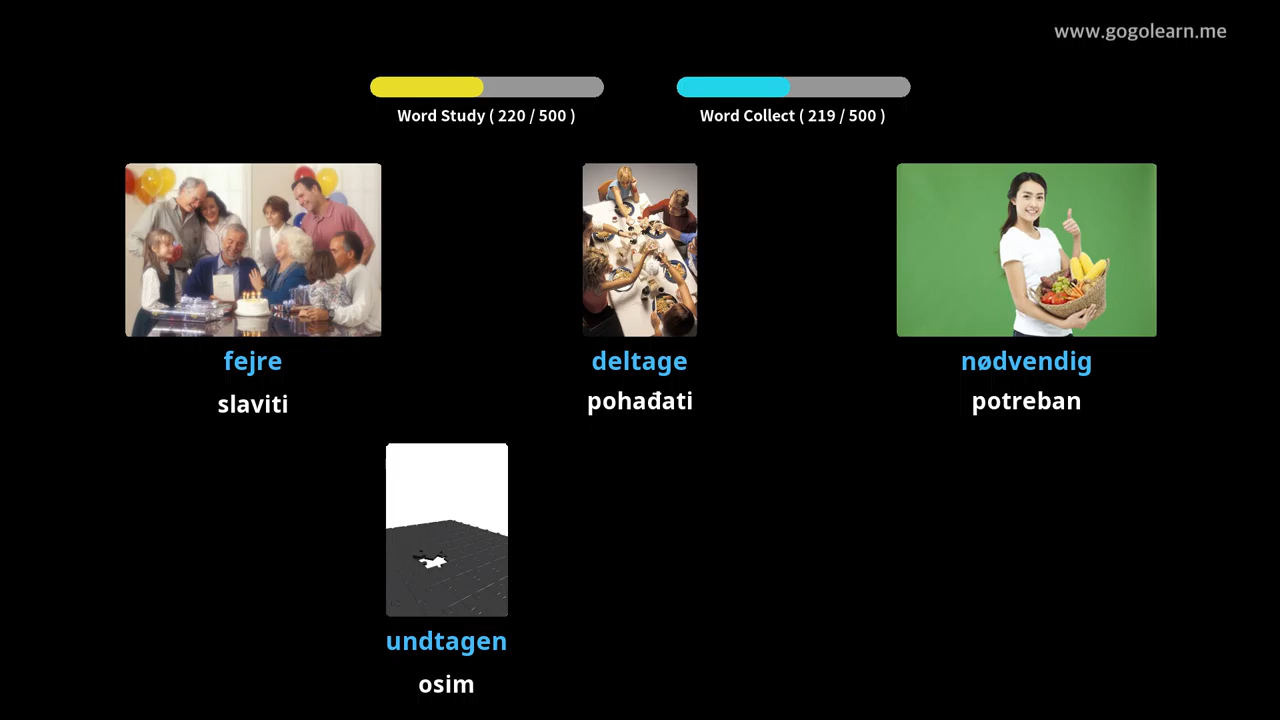 www.gogolearn.me
Word Study ( 220 / 500 )
Word Collect ( 219 / 500 )
fejre
deltage
nødvendig
slaviti
pohađati
potreban
undtagen
osim